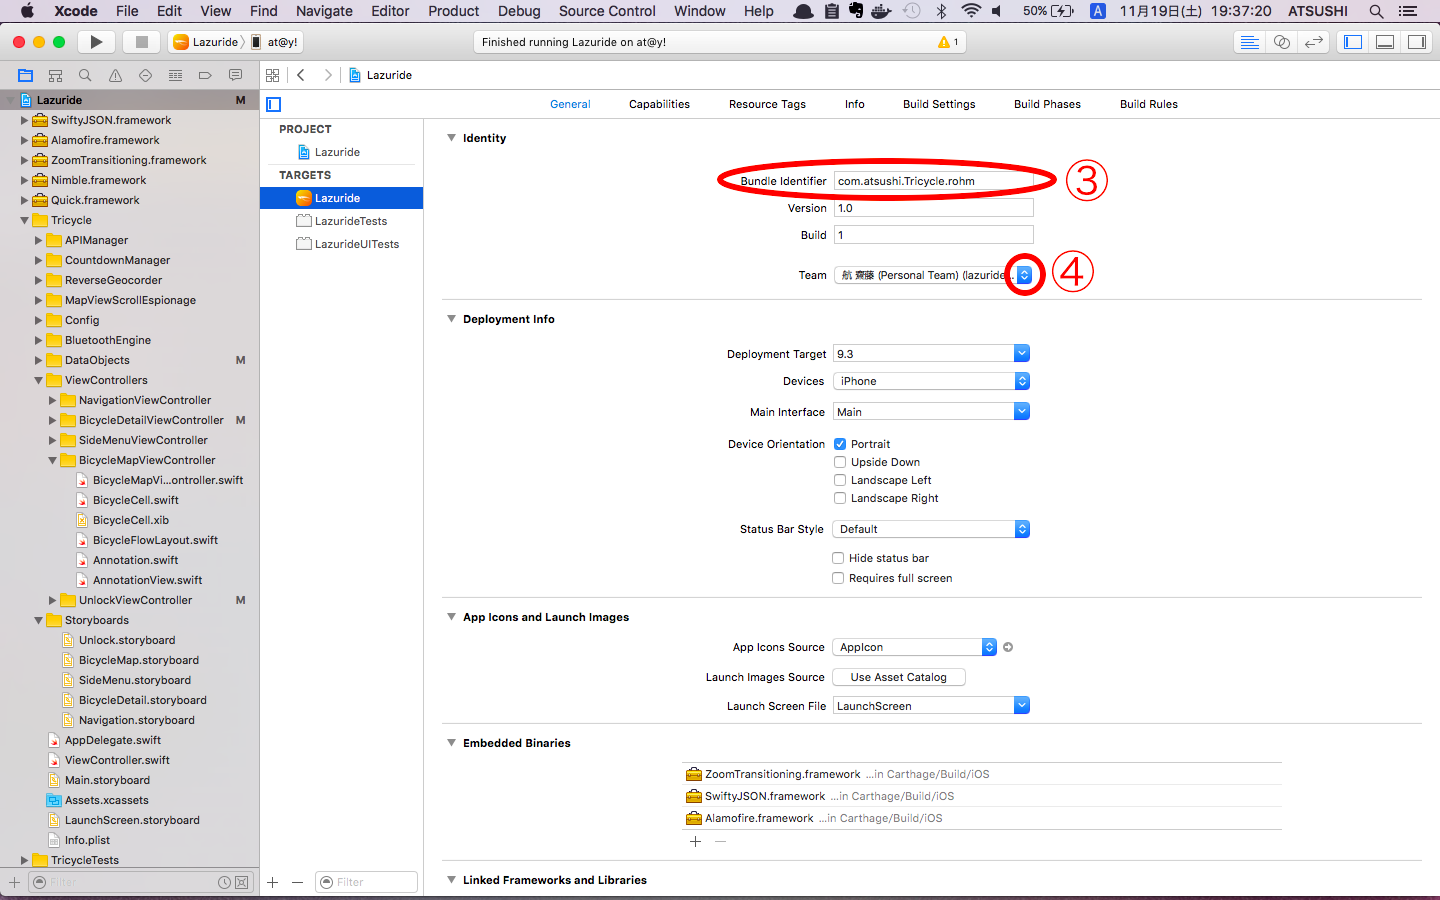 Xcode File Edit View Find Navigate Editor Product Debug Source Control Window Help 50% A 11月19日(土) 19:37:20 ATSUSHI
Lazuride at@y! Finished running Lazuride on at@y! 1
Lazuride
Lazuride M
SwiftyJSON.framework
Alamofire.framework
ZoomTransitioning.framework
Nimble.framework
Quick.framework
Tricycle
APIManager
CountdownManager
ReverseGeocorder
MapViewScrollEspionage
Config
BluetoothEngine
DataObjects M
ViewControllers
NavigationViewController
BicycleDetailViewController M
SideMenuViewController
BicycleMapViewController
BicycleMapVi...ontroller.swift
BicycleCell.swift
BicycleCell.xib
BicycleFlowLayout.swift
Annotation.swift
AnnotationView.swift
UnlockViewController M
Storyboards
Unlock.storyboard
BicycleMap.storyboard
SideMenu.storyboard
BicycleDetail.storyboard
Navigation.storyboard
AppDelegate.swift
ViewController.swift
Main.storyboard
Assets.xcassets
LaunchScreen.storyboard
Info.plist
TricycleTests
Filter
PROJECT
Lazuride
TARGETS
Lazuride
LazurideTests
LazurideUITests
Filter
General Capabilities Resource Tags Info Build Settings Build Phases Build Rules
Identity
Bundle Identifier com.atsushi.Tricycle.rohm ③
Version 1.0
Build 1
Team 航 齋藤 (Personal Team) (lazuride... ④
Deployment Info
Deployment Target 9.3
Devices iPhone
Main Interface Main
Device Orientation Portrait
Upside Down
Landscape Left
Landscape Right
Status Bar Style Default
Hide status bar
Requires full screen
App Icons and Launch Images
App Icons Source AppIcon
Launch Images Source Use Asset Catalog
Launch Screen File LaunchScreen
Embedded Binaries
ZoomTransitioning.framework ...in Carthage/Build/iOS
SwiftyJSON.framework ...in Carthage/Build/iOS
Alamofire.framework ...in Carthage/Build/iOS
Linked Frameworks and Libraries